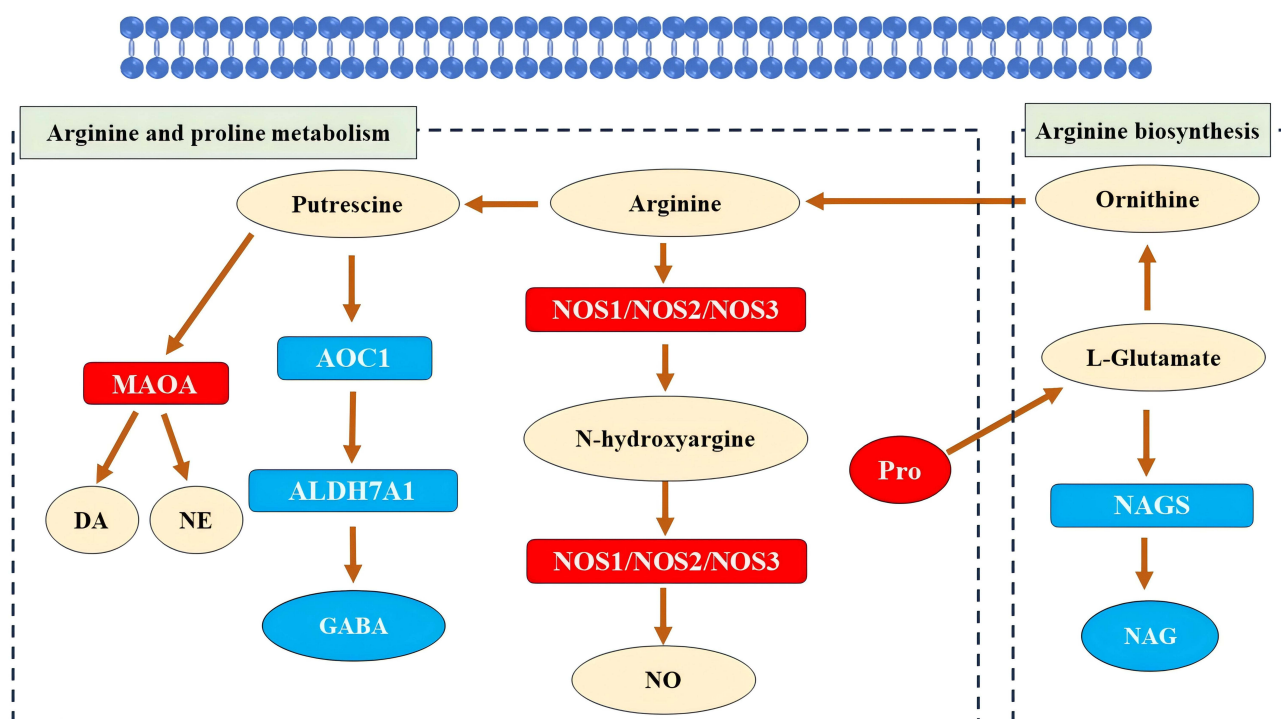 Arginine and proline metabolism
Arginine biosynthesis
Putrescine
Arginine
Ornithine
NOS1/NOS2/NOS3
AOC1
L-Glutamate
MAOA
N-hydroxyargine
Pro
ALDH7A1
NAGS
DA
NE
NOS1/NOS2/NOS3
GABA
NAG
NO